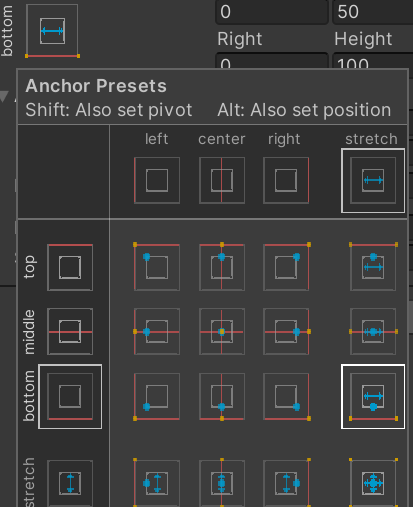 bottom
0 50
Right Height
0 100
Anchor Presets
Shift: Also set pivot Alt: Also set position
left center right stretch
top
middle
bottom
stretch